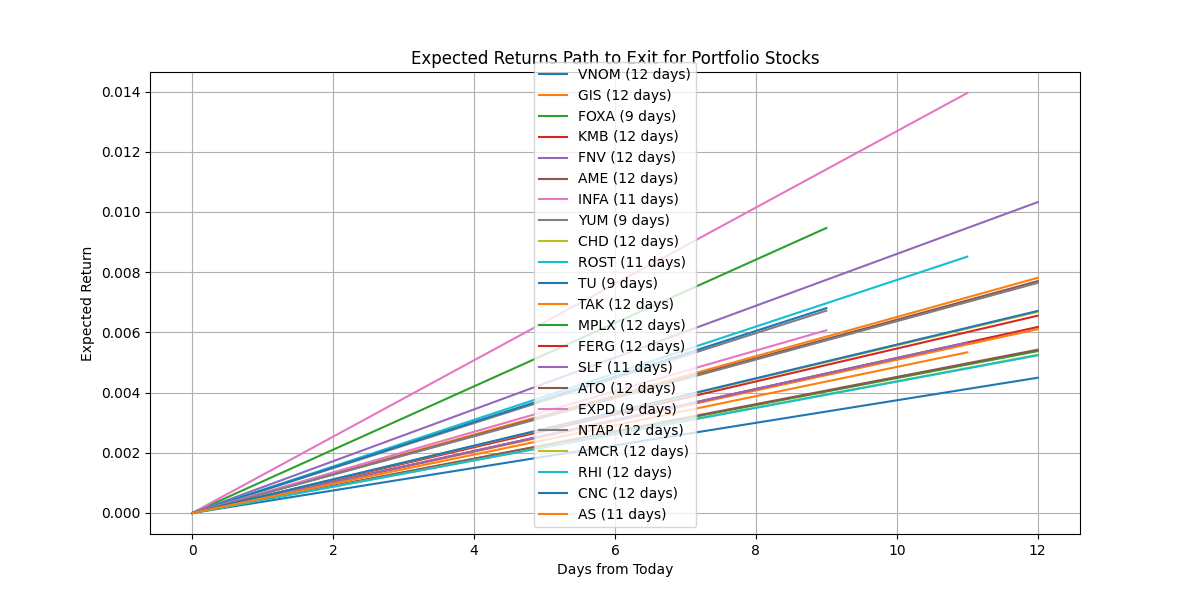 Expected Returns Path to Exit for Portfolio Stocks
VNOM (12 days)
GIS (12 days)
FOXA (9 days)
KMB (12 days)
FNV (12 days)
AME (12 days)
INFA (11 days)
YUM (9 days)
CHD (12 days)
ROST (11 days)
TU (9 days)
TAK (12 days)
MPLX (12 days)
FERG (12 days)
SLF (11 days)
ATO (12 days)
EXPD (9 days)
NTAP (12 days)
AMCR (12 days)
RHI (12 days)
CNC (12 days)
AS (11 days)
Expected Return
0.014
0.012
0.010
0.008
0.006
0.004
0.002
0.000
0 2 4 6 8 10 12
Days from Today